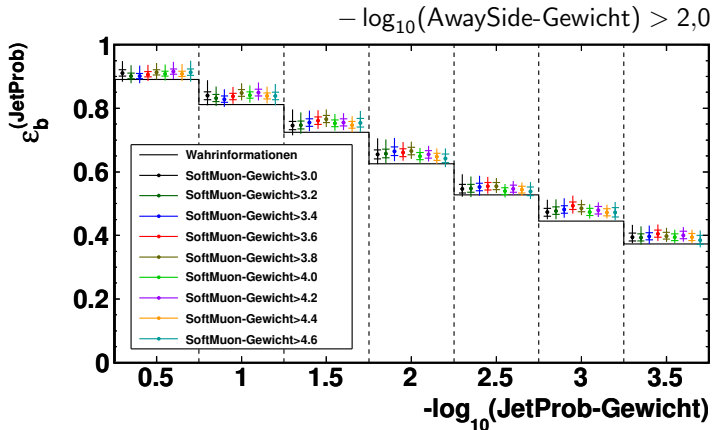 − log₁₀(AwaySide-Gewicht) > 2,0
ε_b^(JetProb)
1
0.8
0.6
0.4
0.2
0
Wahrinformationen
SoftMuon-Gewicht>3.0
SoftMuon-Gewicht>3.2
SoftMuon-Gewicht>3.4
SoftMuon-Gewicht>3.6
SoftMuon-Gewicht>3.8
SoftMuon-Gewicht>4.0
SoftMuon-Gewicht>4.2
SoftMuon-Gewicht>4.4
SoftMuon-Gewicht>4.6
0.5 1 1.5 2 2.5 3 3.5
-log₁₀(JetProb-Gewicht)